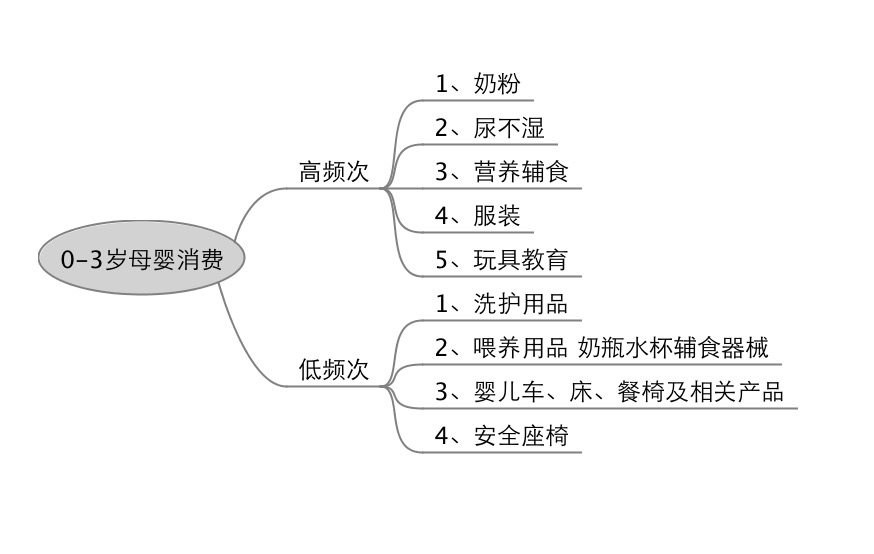 0-3岁母婴消费
高频次
1、奶粉
2、尿不湿
3、营养辅食
4、服装
5、玩具教育
低频次
1、洗护用品
2、喂养用品 奶瓶水杯辅食器械
3、婴儿车、床、餐椅及相关产品
4、安全座椅